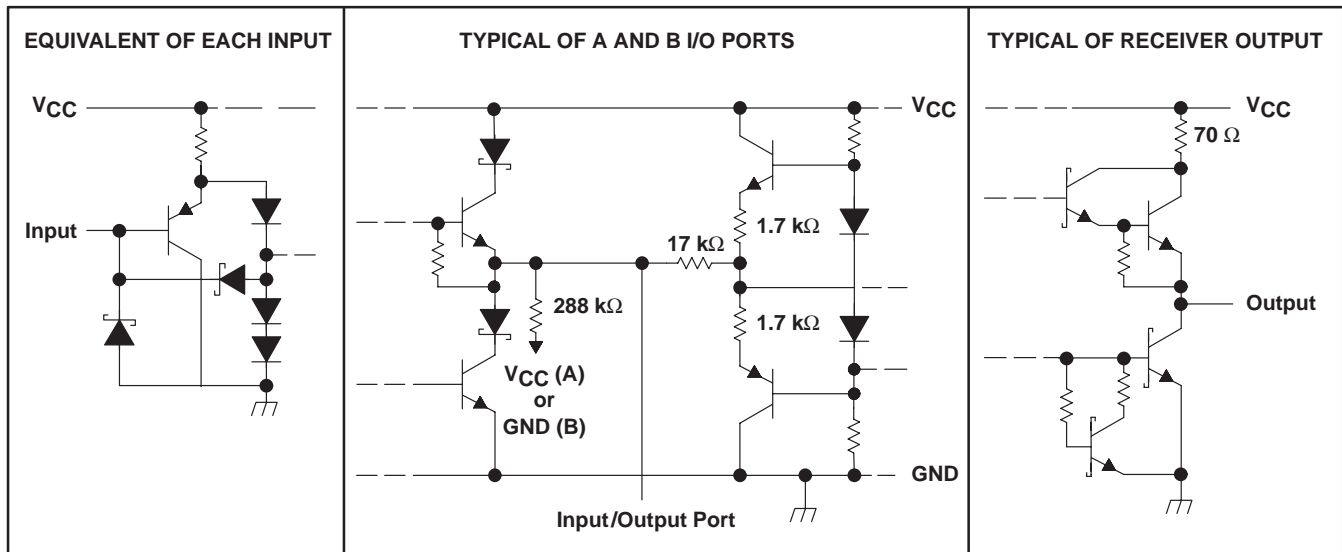 EQUIVALENT OF EACH INPUT
VCC
Input
TYPICAL OF A AND B I/O PORTS
VCC
1.7 kΩ
17 kΩ
288 kΩ
1.7 kΩ
VCC (A)
or
GND (B)
GND
Input/Output Port
TYPICAL OF RECEIVER OUTPUT
VCC
70 Ω
Output